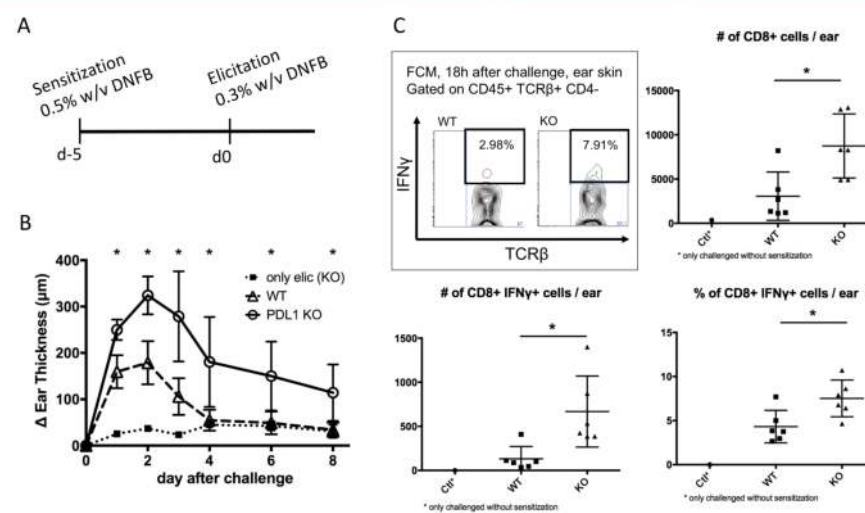 A
Sensitization
0.5% w/v DNFB
Elicitation
0.3% w/v DNFB
d-5
d0
B
* * * * * *
Δ Ear Thickness (μm)
400
300
200
100
0
only elic (KO)
WT
PDL1 KO
0 2 4 6 8
day after challenge
C
FCM, 18h after challenge, ear skin
Gated on CD45+ TCRβ+ CD4-
WT
KO
2.98%
7.91%
IFNγ
TCRβ
# of CD8+ cells / ear
*
15000
10000
5000
0
Ctl*
WT
KO
* only challenged without sensitization
# of CD8+ IFNγ+ cells / ear
*
1500
1000
500
0
Ctl*
WT
KO
* only challenged without sensitization
% of CD8+ IFNγ+ cells / ear
*
15
10
5
0
Ctl*
WT
KO
* only challenged without sensitization